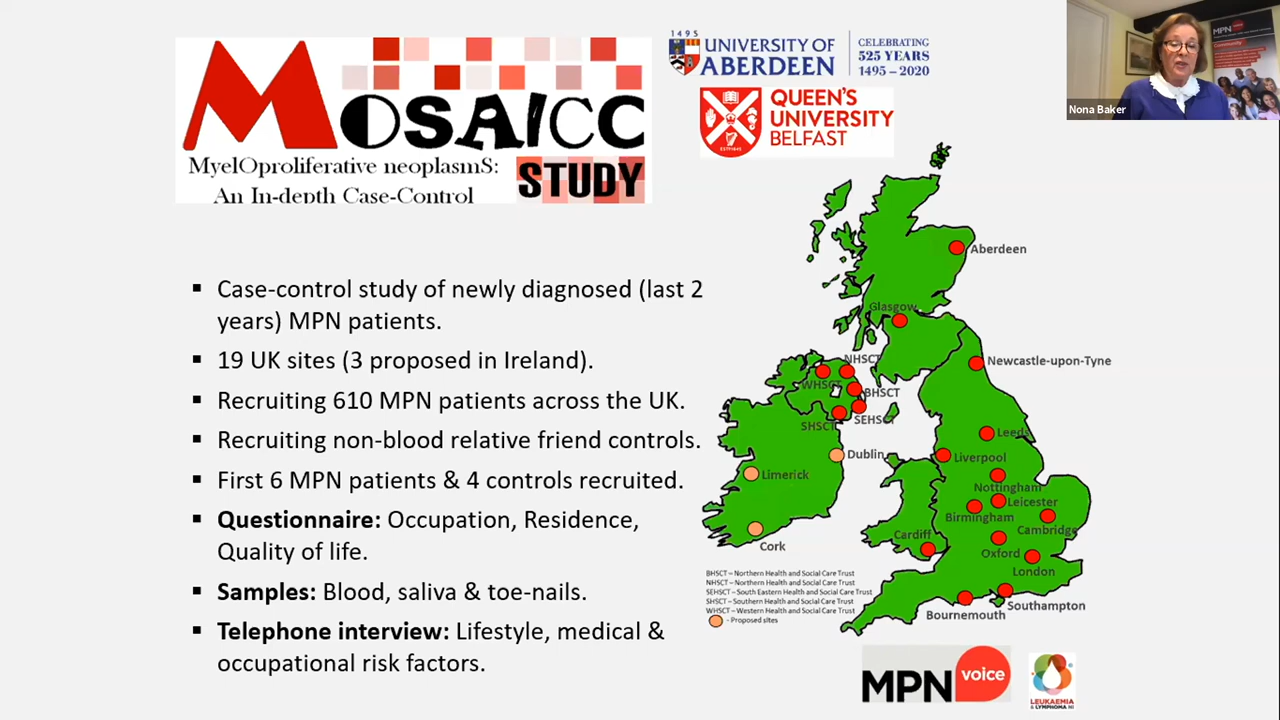 MOSAICC
MyelOproliferative neoplasmS:
An In-depth Case-Control
STUDY
1495
UNIVERSITY OF
ABERDEEN
CELEBRATING
525 YEARS
1495 – 2020
QUEEN'S
UNIVERSITY
BELFAST
ESTD1845
MPN
voice
Community
Nona Baker
▪ Case-control study of newly diagnosed (last 2
years) MPN patients.
▪ 19 UK sites (3 proposed in Ireland).
▪ Recruiting 610 MPN patients across the UK.
▪ Recruiting non-blood relative friend controls.
▪ First 6 MPN patients & 4 controls recruited.
▪ Questionnaire: Occupation, Residence,
Quality of life.
▪ Samples: Blood, saliva & toe-nails.
▪ Telephone interview: Lifestyle, medical &
occupational risk factors.
Aberdeen
Glasgow
Newcastle-upon-Tyne
NHSCT
WHSCT
BHSCT
SEHSCT
SHSCT
Leeds
Dublin
Liverpool
Limerick
Nottingham
Leicester
Birmingham
Cambridge
Cardiff
Cork
Oxford
London
Southampton
Bournemouth
BHSCT – Northern Health and Social Care Trust
NHSCT – Northern Health and Social Care Trust
SEHSCT – South Eastern Health and Social Care Trust
SHSCT – Southern Health and Social Care Trust
WHSCT – Western Health and Social Care Trust
- Proposed sites
MPN voice
LEUKAEMIA
& LYMPHOMA NI